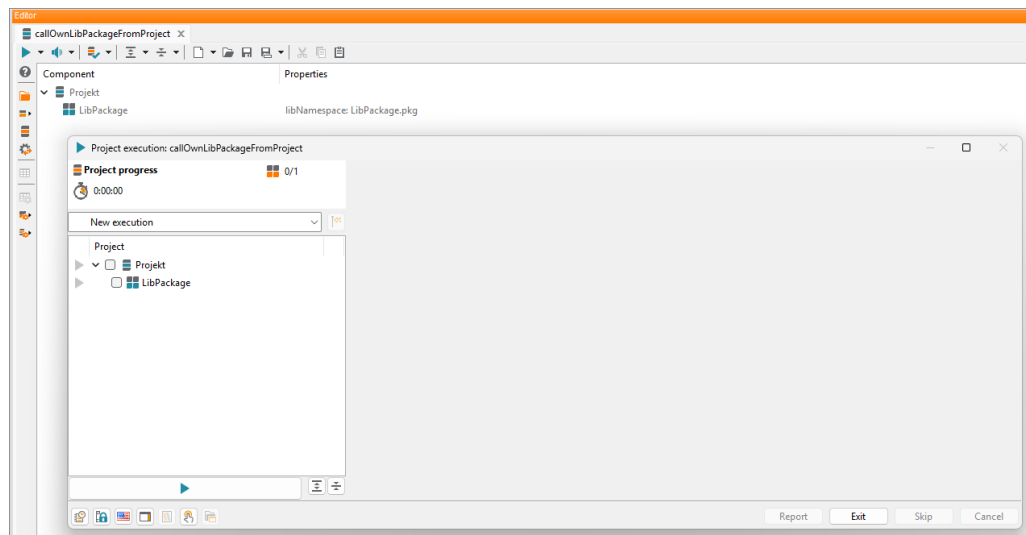 Editor
callOwnLibPackageFromProject X
Component Properties
Projekt
LibPackage libNamespace: LibPackage.pkg
Project execution: callOwnLibPackageFromProject
Project progress 0/1
0:00:00
New execution
Project
Projekt
LibPackage
Report Exit Skip Cancel